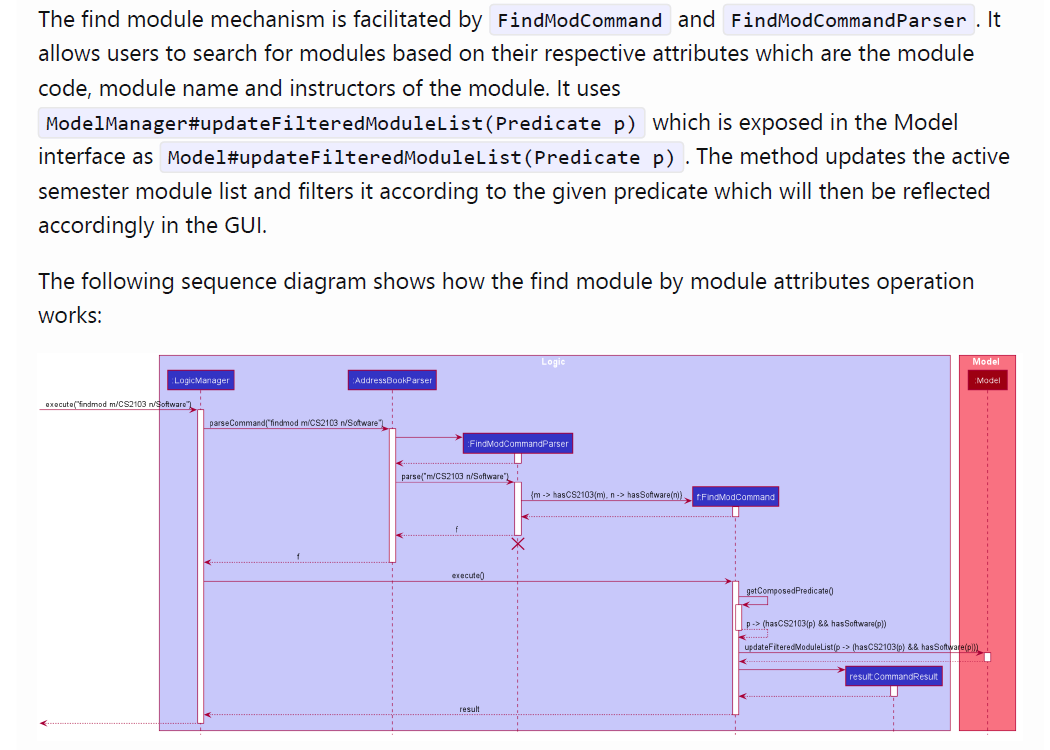 The find module mechanism is facilitated by FindModCommand and FindModCommandParser. It
allows users to search for modules based on their respective attributes which are the module
code, module name and instructors of the module. It uses
ModelManager#updateFilteredModuleList(Predicate p) which is exposed in the Model
interface as Model#updateFilteredModuleList(Predicate p). The method updates the active
semester module list and filters it according to the given predicate which will then be reflected
accordingly in the GUI.
The following sequence diagram shows how the find module by module attributes operation
works:
Logic
Model
:LogicManager
:AddressBookParser
:Model
execute("findmod m/CS2103 n/Software")
parseCommand("findmod m/CS2103 n/Software")
:FindModCommandParser
parse("m/CS2103 n/Software")
{m -> hasCS2103(m), n -> hasSoftware(n)}
f:FindModCommand
f
f
execute()
getComposedPredicate()
p -> (hasCS2103(p) && hasSoftware(p))
updateFilteredModuleList(p -> (hasCS2103(p) && hasSoftware(p)))
result:CommandResult
result